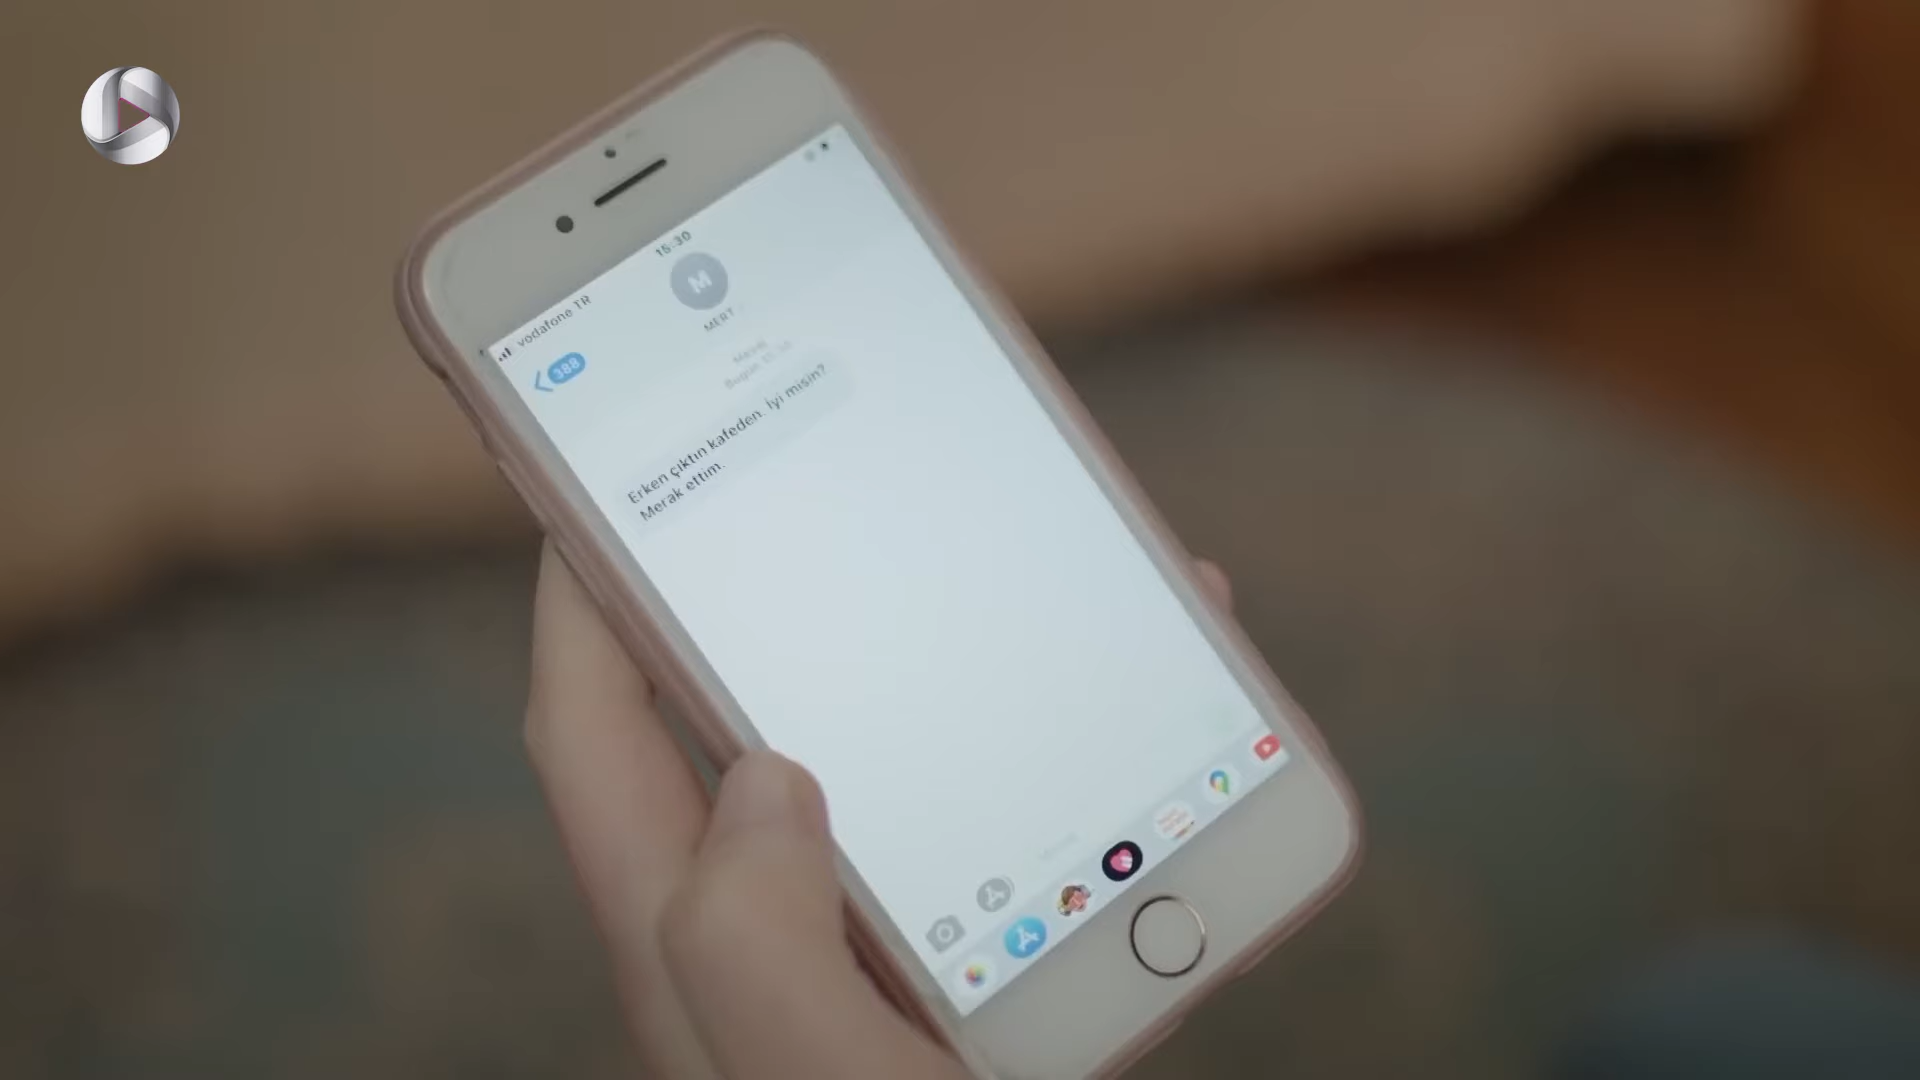 15:30
vodafone TR
388
M
MERT
Erken çıktın kafeden. İyi misin?
Merak ettim.